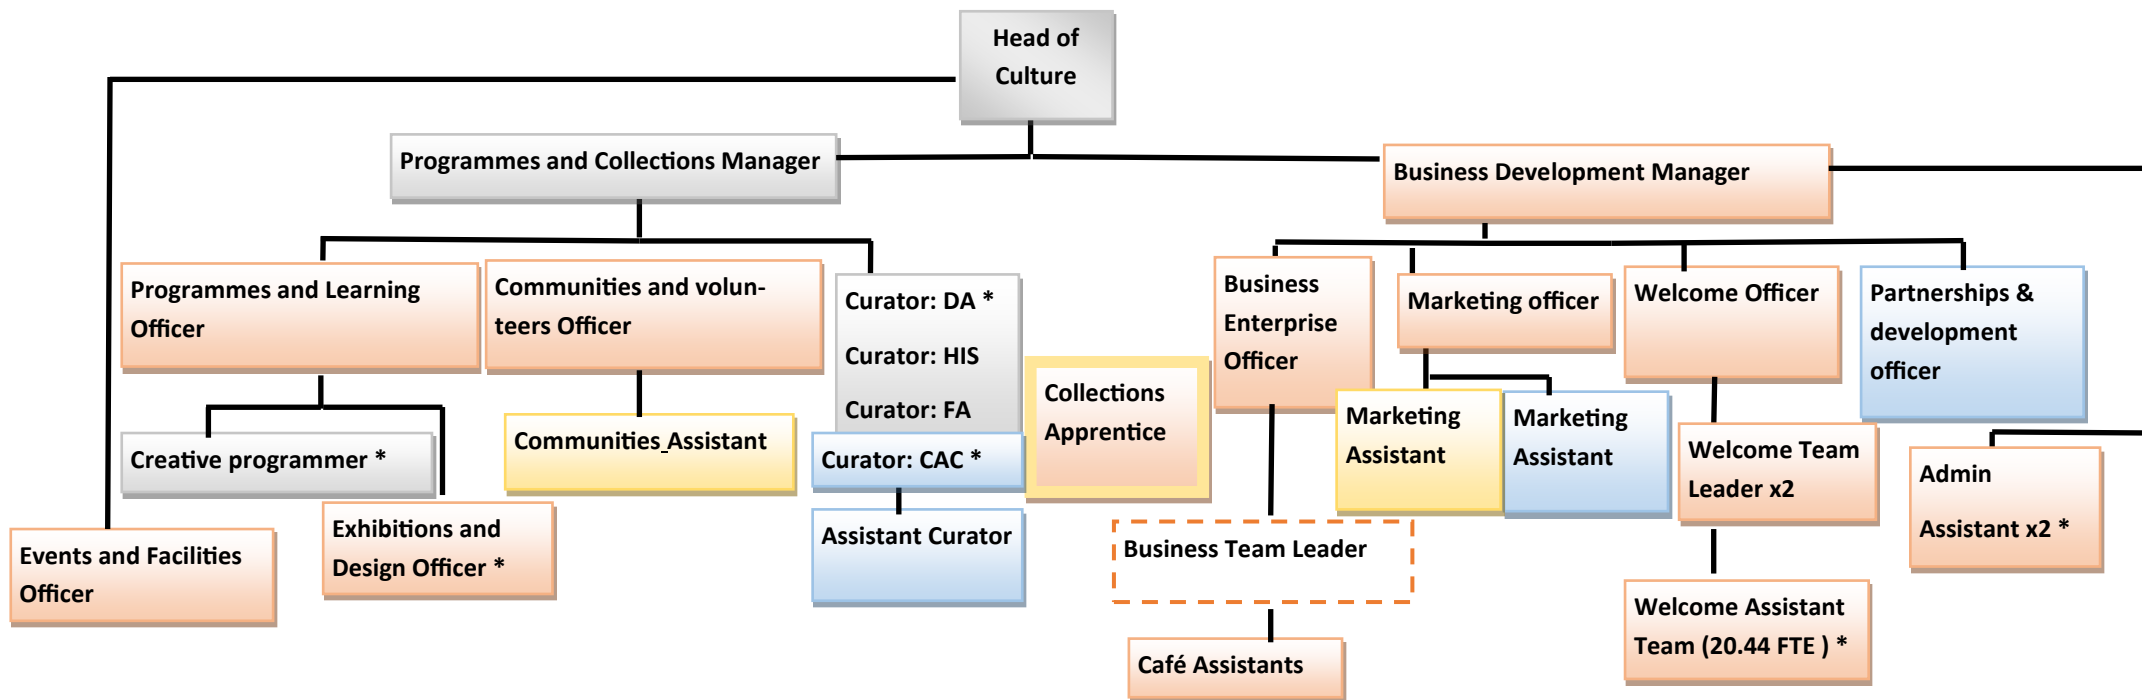 Head of
Culture
Programmes and Collections Manager
Business Development Manager
Programmes and Learning
Officer
Communities and volun-
teers Officer
Curator: DA *
Curator: HIS
Curator: FA
Curator: CAC *
Collections
Apprentice
Business
Enterprise
Officer
Marketing officer
Welcome Officer
Partnerships &
development
officer
Creative programmer *
Communities_Assistant
Marketing
Assistant
Marketing
Assistant
Welcome Team
Leader x2
Admin
Assistant x2 *
Events and Facilities
Officer
Exhibitions and
Design Officer *
Assistant Curator
Business Team Leader
Café Assistants
Welcome Assistant
Team (20.44 FTE ) *